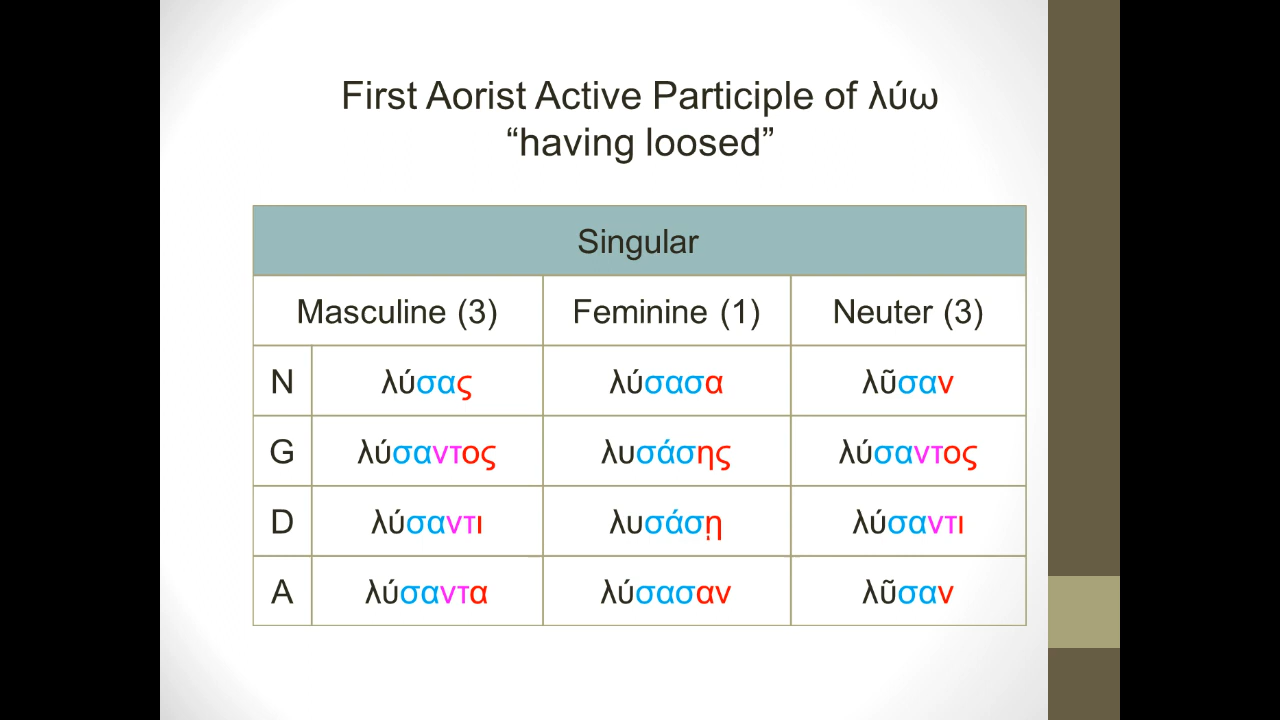 First Aorist Active Participle of λύω
“having loosed”
Singular
Masculine (3) Feminine (1) Neuter (3)
N λύσας λύσασα λῦσαν
G λύσαντος λυσάσης λύσαντος
D λύσαντι λυσάσῃ λύσαντι
A λύσαντα λύσασαν λῦσαν